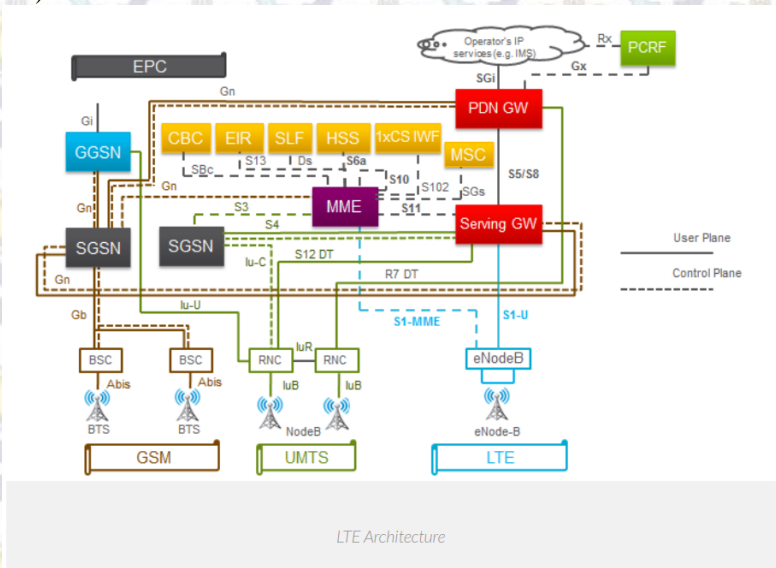 Operator's IP
services(e.g. IMS)
Rx
PCRF
EPC
SGi
Gx
Gn
PDN GW
Gi
GGSN
CBC
EIR
SLF
HSS
1xCS IWF
MSC
SBc
S13
Ds
S6a
S10
S102
SGs
S5/S8
Gn
Gn
MME
S11
S3
S4
Serving GW
SGSN
SGSN
User Plane
S12 DT
Iu-C
R7 DT
Control Plane
Gn
Gb
Iu-U
S1-MME
S1-U
IuR
BSC
BSC
RNC
RNC
eNodeB
Abis
Abis
IuB
IuB
BTS
BTS
NodeB
eNode-B
GSM
UMTS
LTE
LTE Architecture